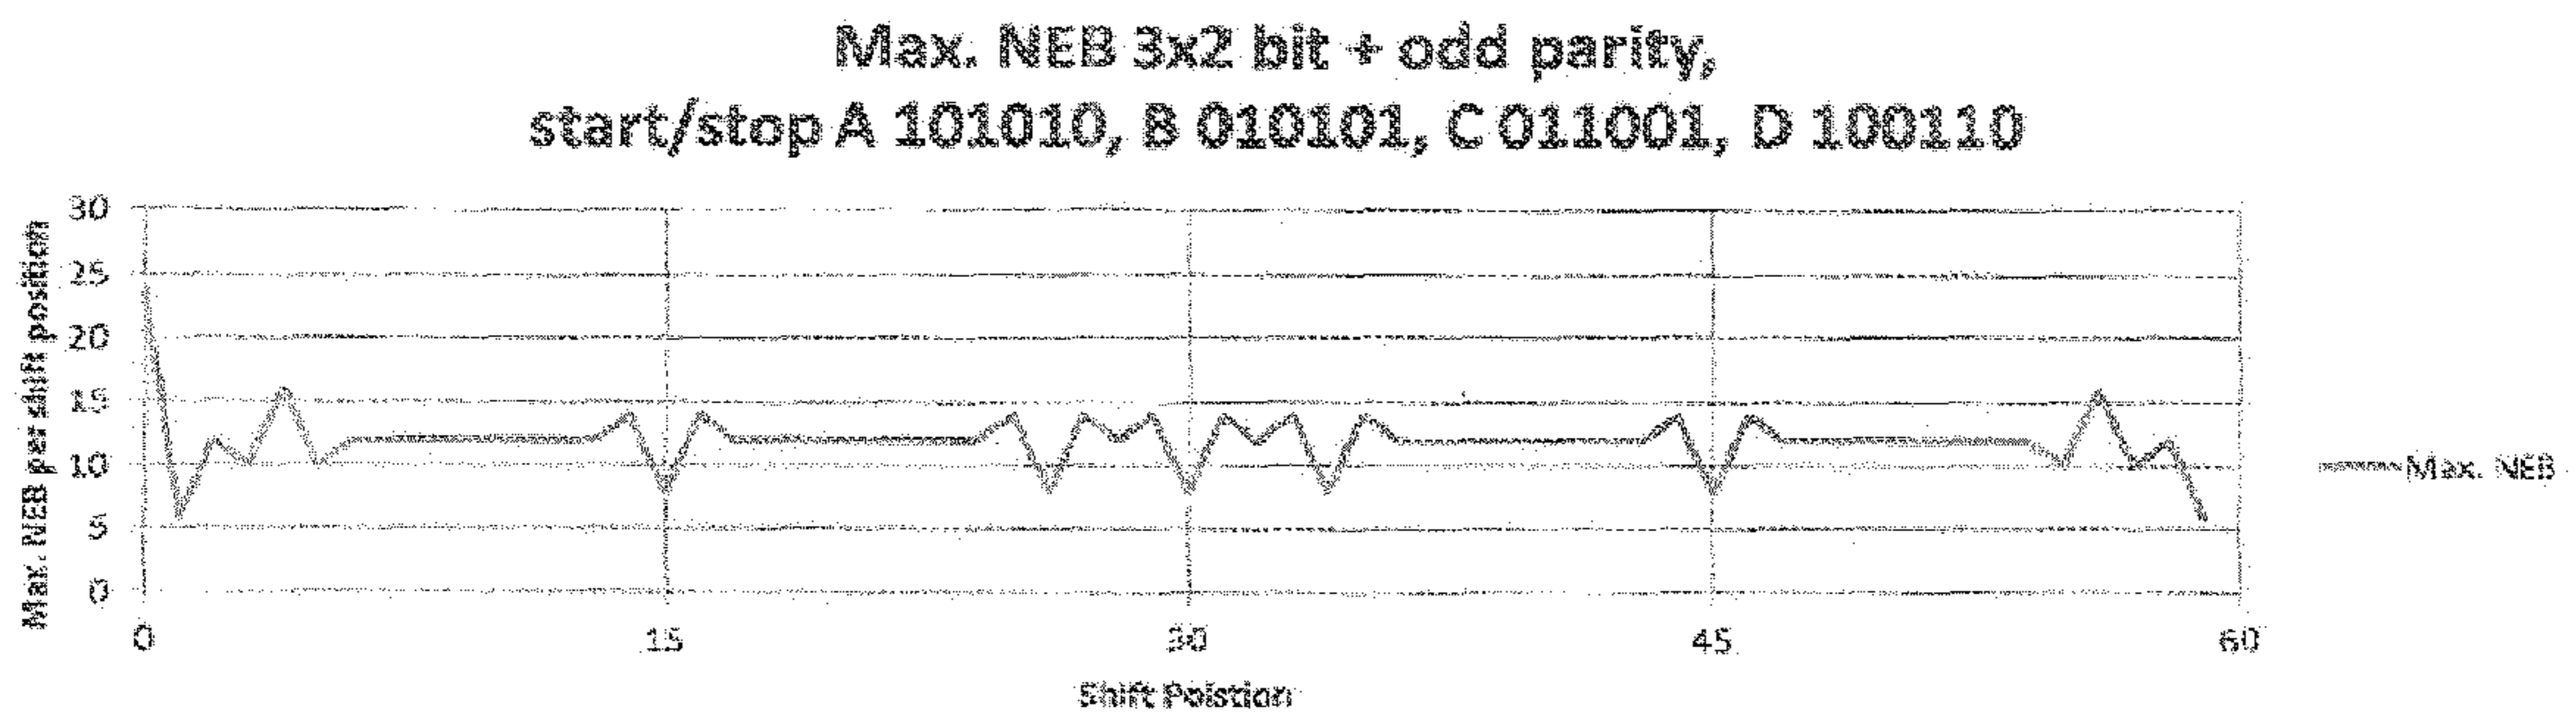 Max. NEB 3x2 bit + odd parity,
start/stop A 101010, B 010101, C 011001, D 100110
Max. NEB per shift position
30
25
20
15
10
5
0
0
15
30
45
60
Shift Poistion
Max. NEB